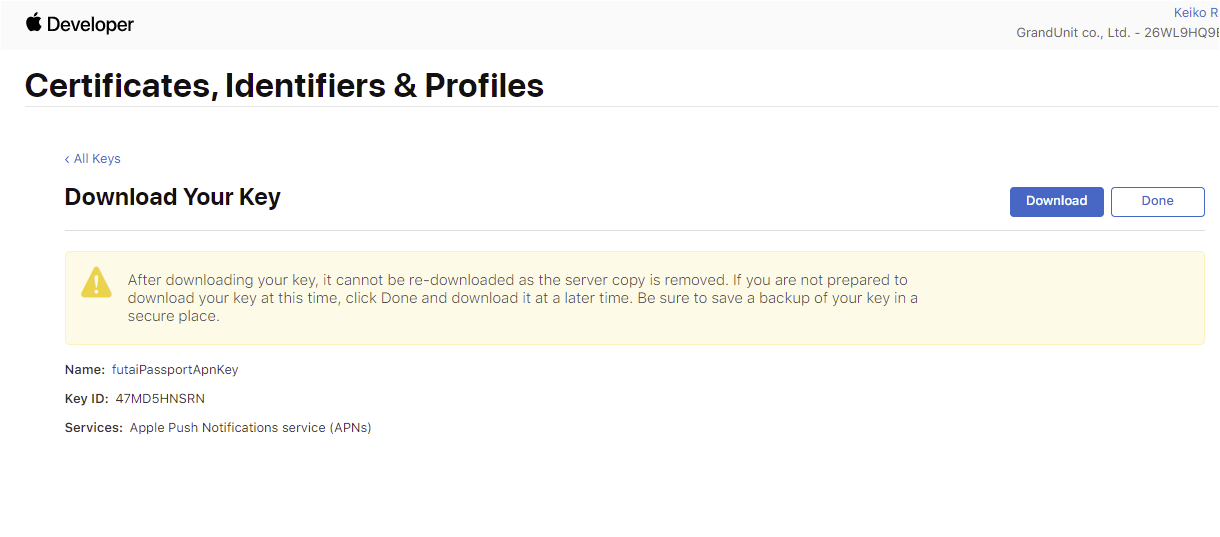 Developer
Keiko R
GrandUnit co., Ltd. - 26WL9HQ9
Certificates, Identifiers & Profiles
‹ All Keys
Download Your Key
Download
Done
After downloading your key, it cannot be re-downloaded as the server copy is removed. If you are not prepared to
download your key at this time, click Done and download it at a later time. Be sure to save a backup of your key in a
secure place.
Name: futaiPassportApnKey
Key ID: 47MD5HNSRN
Services: Apple Push Notifications service (APNs)